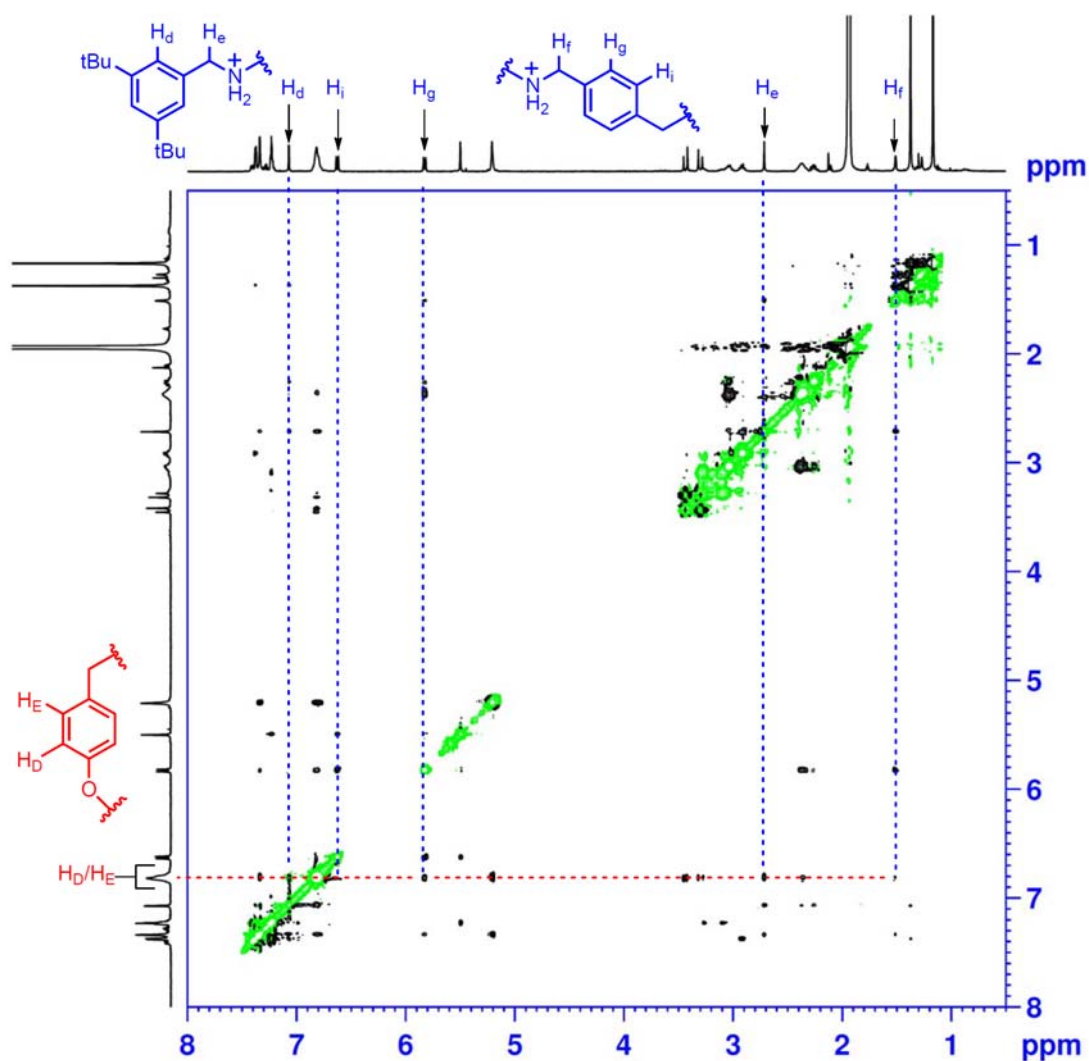 Hd He
tBu
+
N
H2
tBu
Hd Hi Hg
Hf Hg
+
N
H2
Hi
He Hf
ppm
1
2
3
4
5
6
7
8
HE
HD
O
HD/HE
8 7 6 5 4 3 2 1 ppm